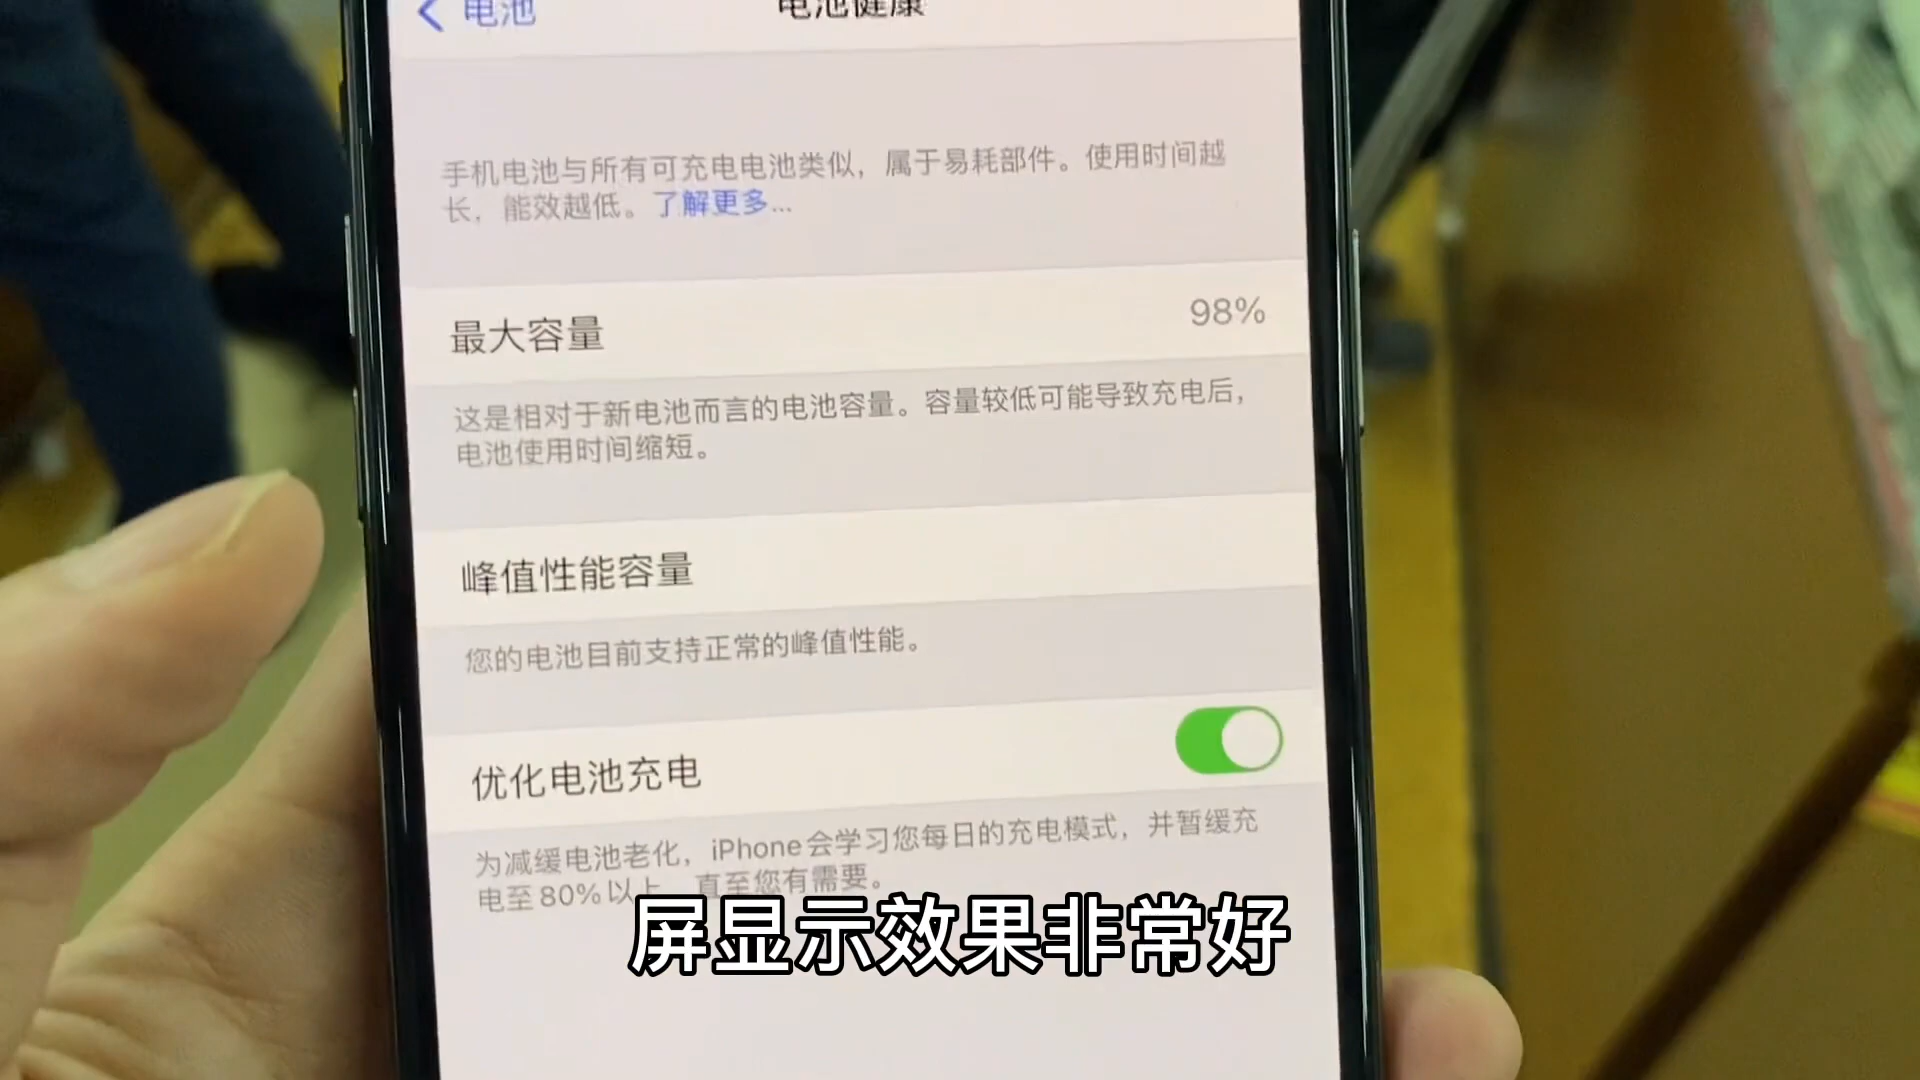 电池
电池健康
手机电池与所有可充电电池类似，属于易耗部件。使用时间越
长，能效越低。了解更多...
最大容量
98%
这是相对于新电池而言的电池容量。容量较低可能导致充电后，
电池使用时间缩短。
峰值性能容量
您的电池目前支持正常的峰值性能。
优化电池充电
为减缓电池老化，iPhone会学习您每日的充电模式，并暂缓充
电至80%以上，直至您有需要。
屏显示效果非常好